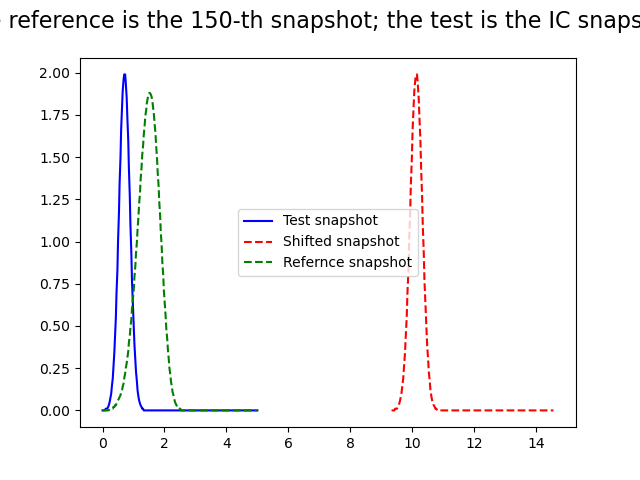 reference is the 150-th snapshot; the test is the IC snaps
2.00
1.75
1.50
1.25
1.00
0.75
0.50
0.25
0.00
Test snapshot
Shifted snapshot
Refernce snapshot
0 2 4 6 8 10 12 14